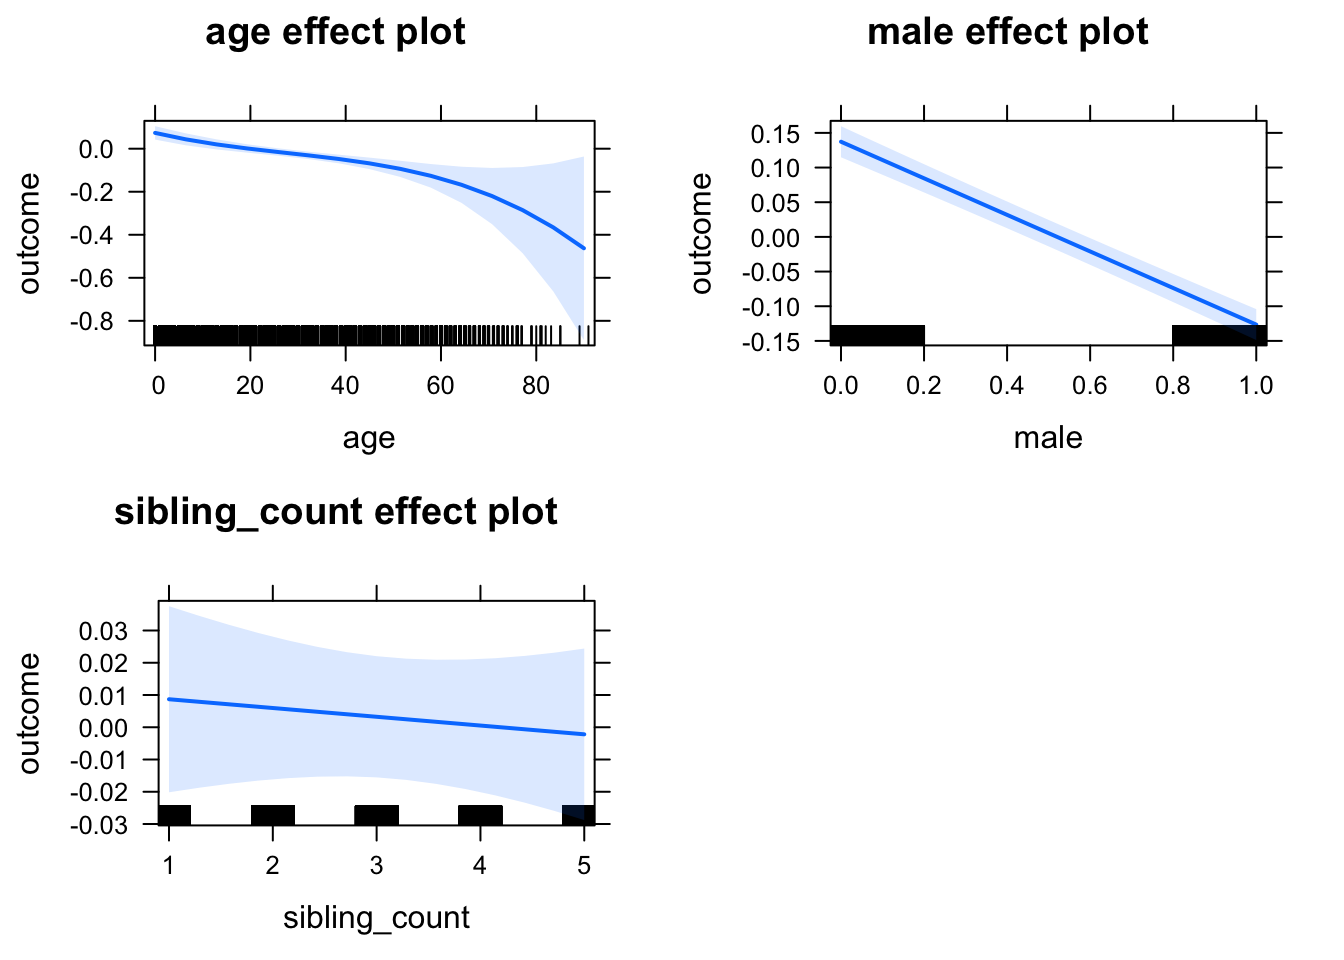 age effect plot
outcome
0.0
-0.2
-0.4
-0.6
-0.8
0 20 40 60 80
age
male effect plot
outcome
0.15
0.10
0.05
0.00
-0.05
-0.10
-0.15
0.0 0.2 0.4 0.6 0.8 1.0
male
sibling_count effect plot
outcome
0.03
0.02
0.01
0.00
-0.01
-0.02
-0.03
1 2 3 4 5
sibling_count